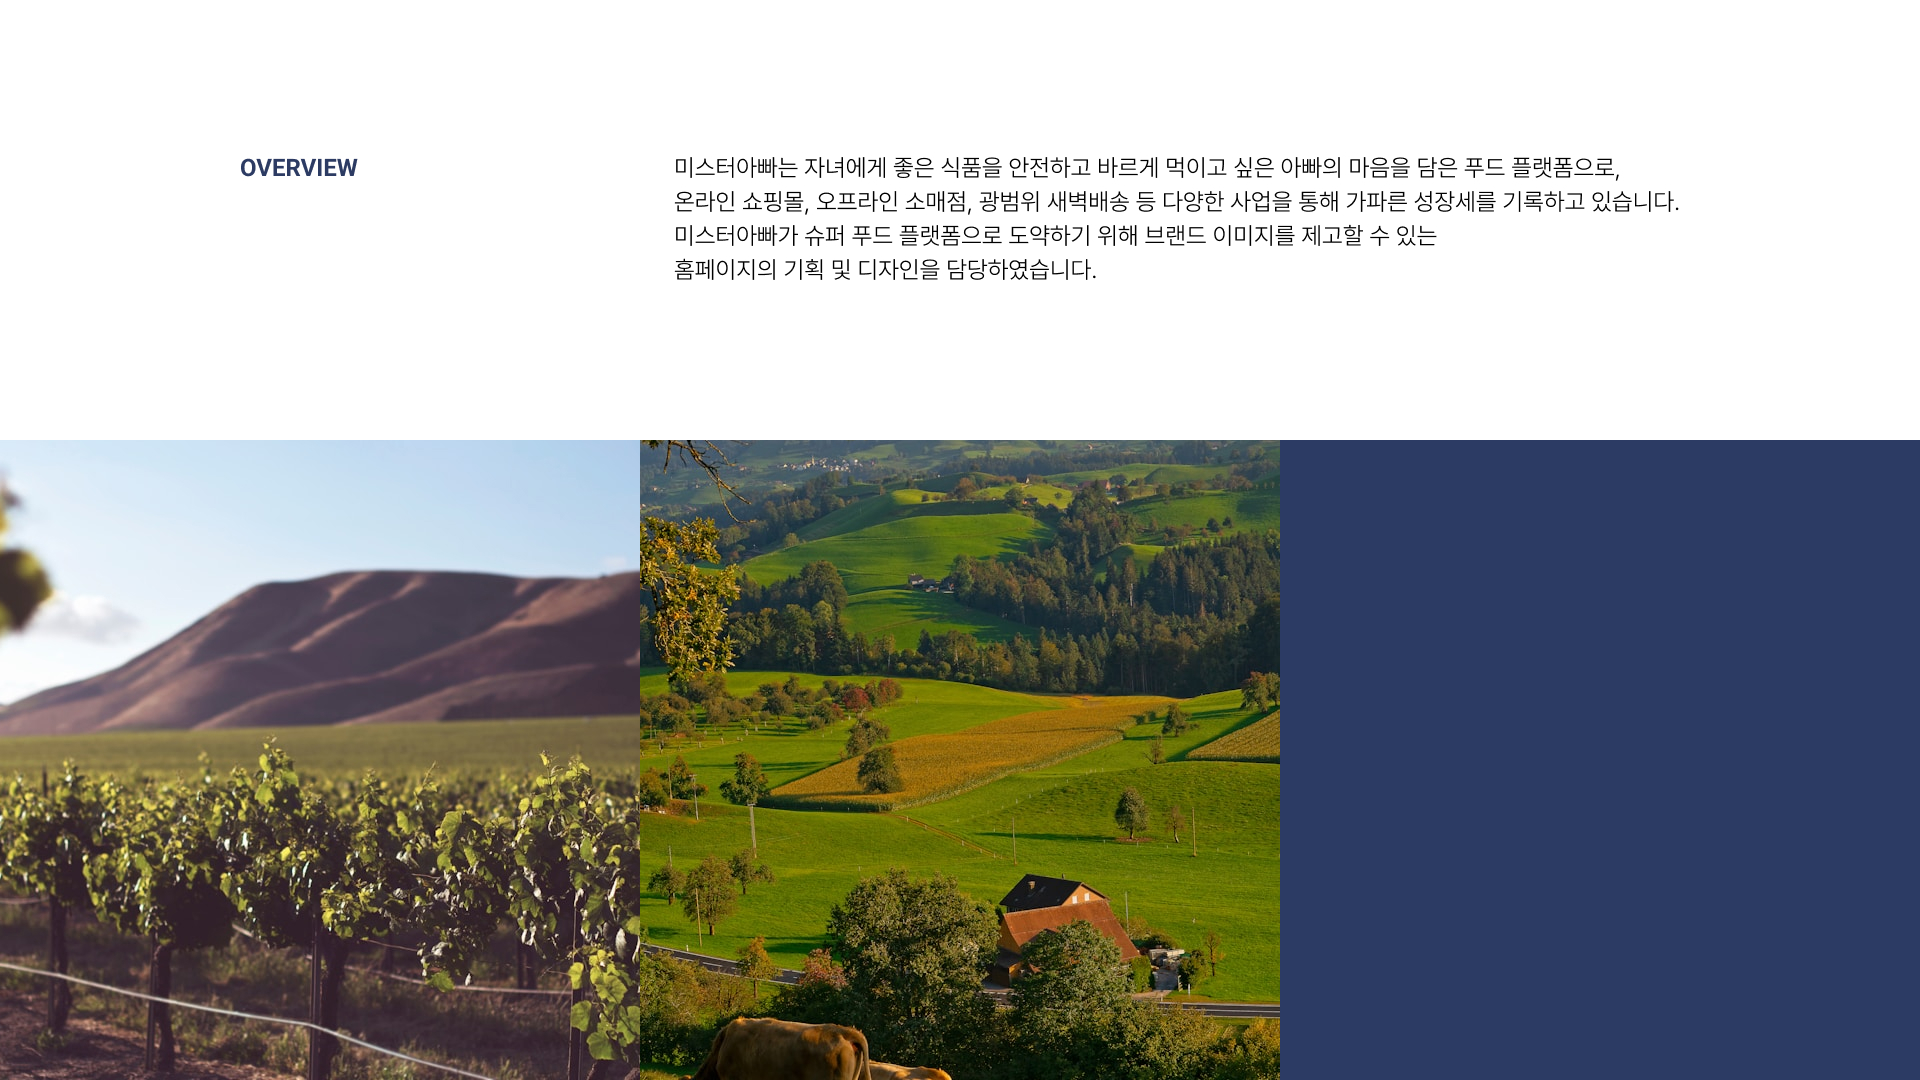 OVERVIEW
미스터아빠는 자녀에게 좋은 식품을 안전하고 바르게 먹이고 싶은 아빠의 마음을 담은 푸드 플랫폼으로,
온라인 쇼핑몰, 오프라인 소매점, 광범위 새벽배송 등 다양한 사업을 통해 가파른 성장세를 기록하고 있습니다.
미스터아빠가 슈퍼 푸드 플랫폼으로 도약하기 위해 브랜드 이미지를 제고할 수 있는
홈페이지의 기획 및 디자인을 담당하였습니다.